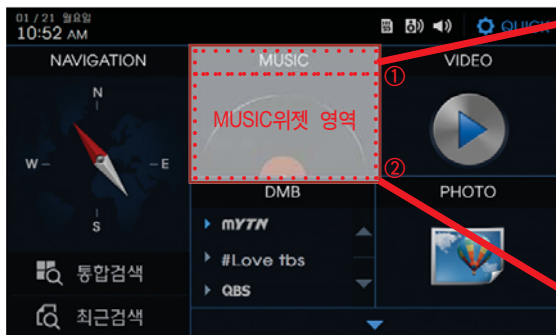 01 / 21 월요일
10:52 AM
QUICK
NAVIGATION
MUSIC
VIDEO
①
N
MUSIC위젯 영역
W
E
②
DMB
PHOTO
S
mYTN
#Love tbs
QBS
통합검색
최근검색